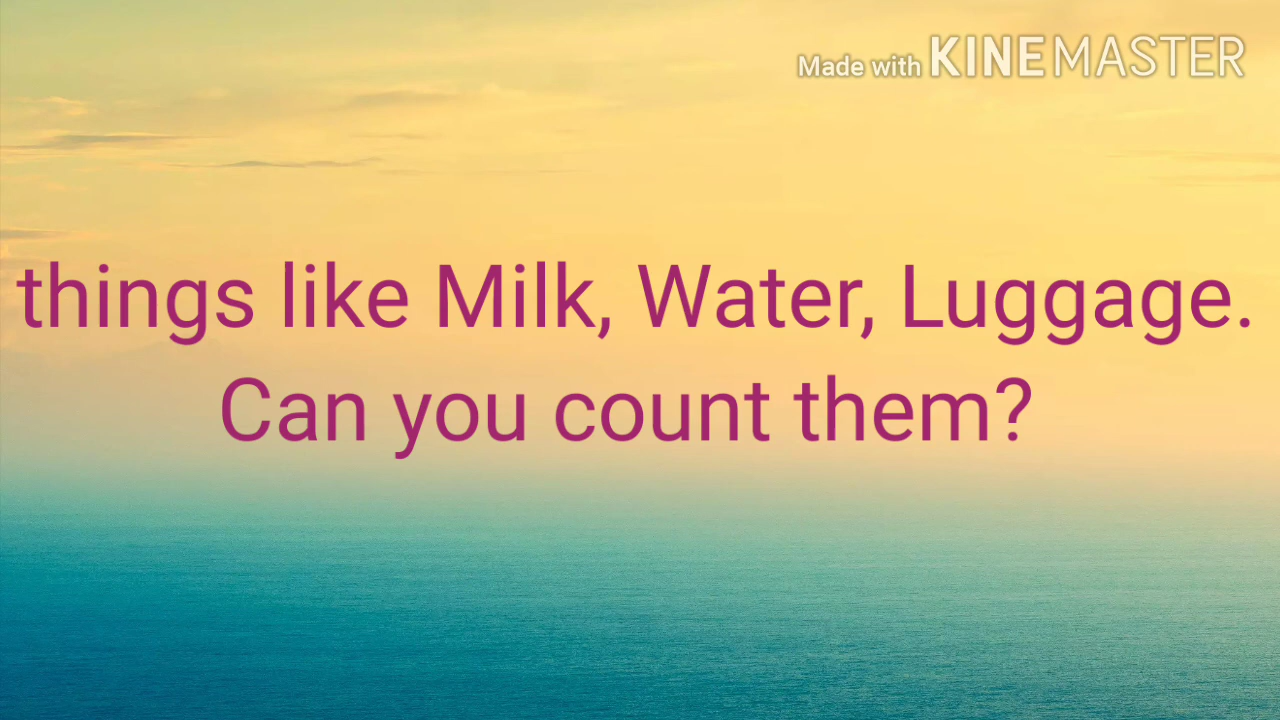 Made with KINEMASTER
things like Milk, Water, Luggage.
Can you count them?